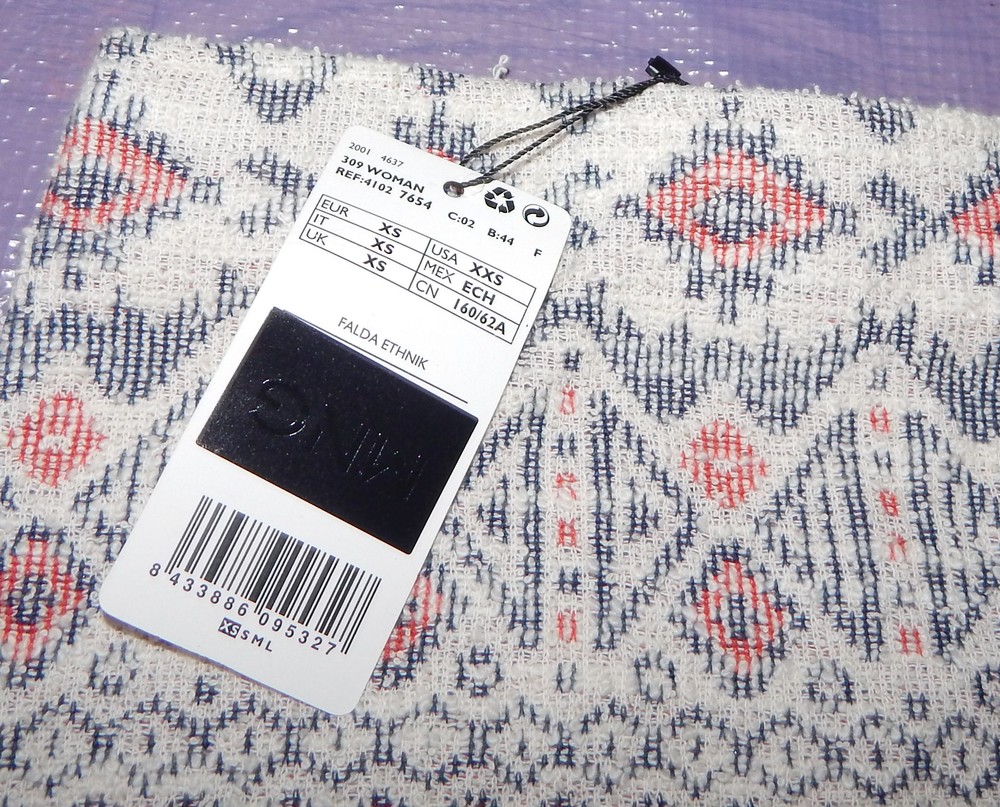 2001 4637
309 WOMAN
REF:4102 7654 C:02 B:44 F
EUR XS USA XXS
IT XS MEX ECH
UK XS CN 160/62A
FALDA ETHNIK
MNG
8 433886 095327
XS S M L